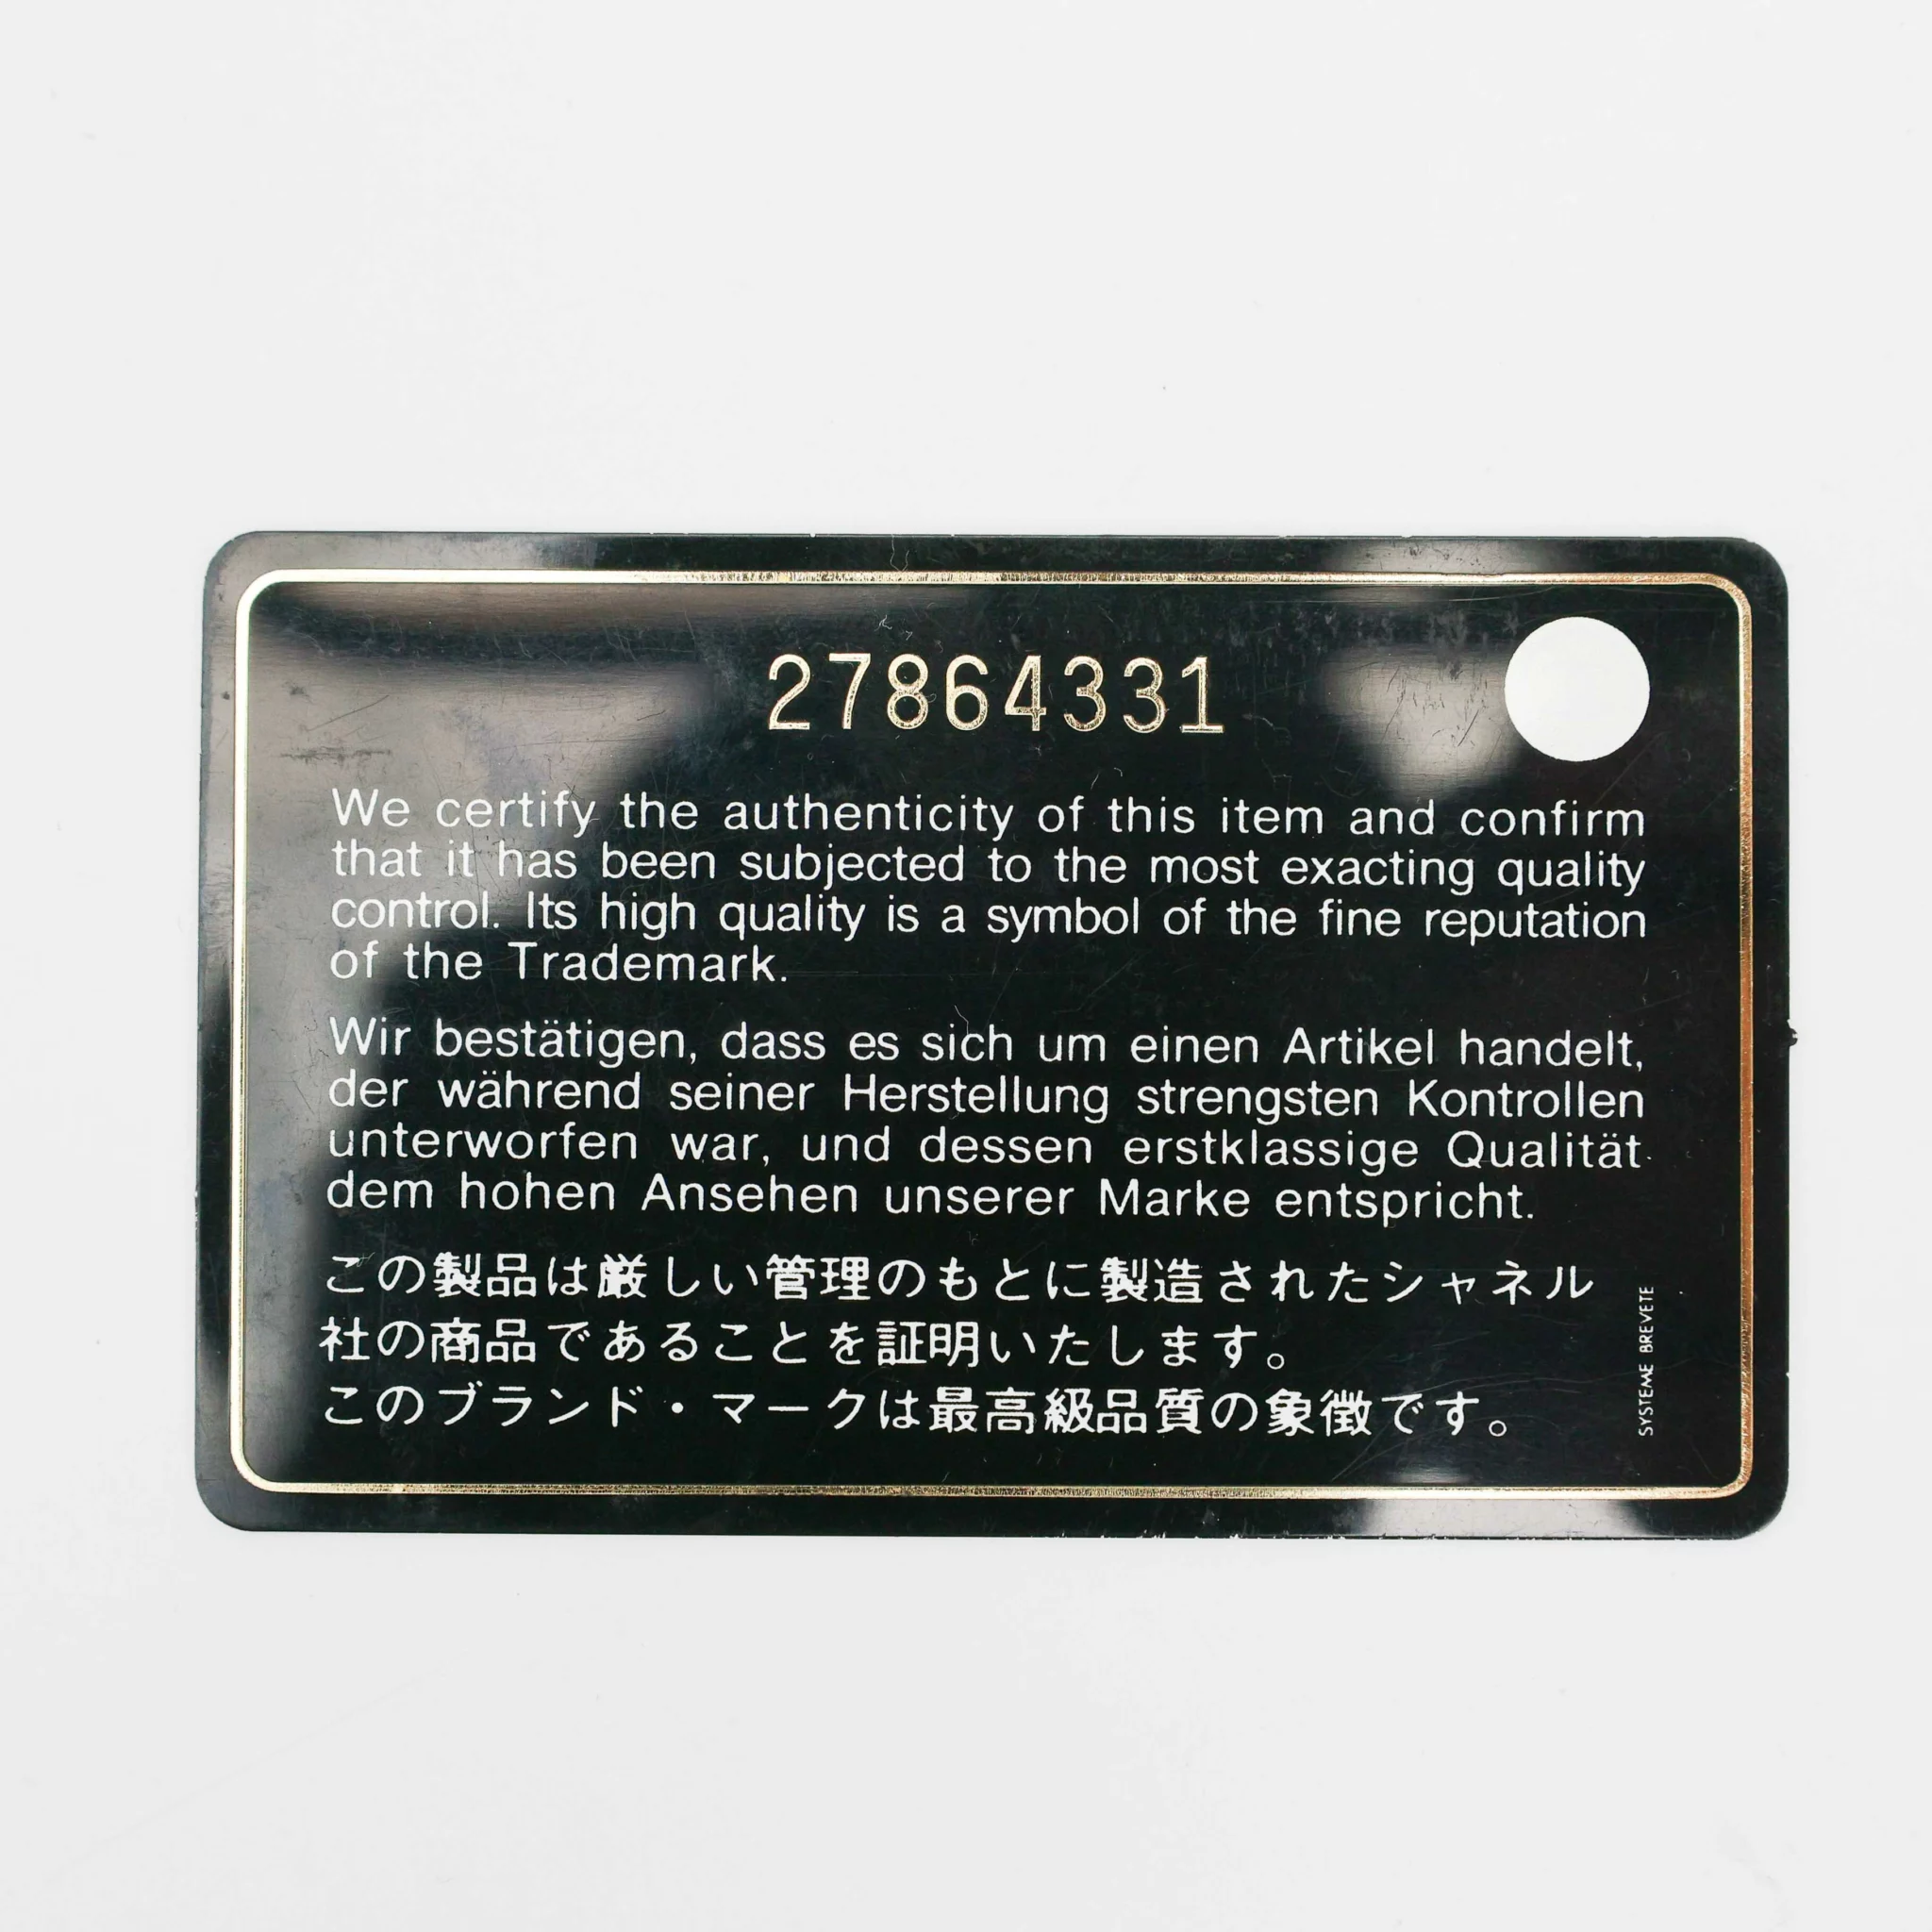 27864331
We certify the authenticity of this item and confirm
that it has been subjected to the most exacting quality
control. Its high quality is a symbol of the fine reputation
of the Trademark.
Wir bestätigen, dass es sich um einen Artikel handelt,
der während seiner Herstellung strengsten Kontrollen
unterworfen war, und dessen erstklassige Qualität
dem hohen Ansehen unserer Marke entspricht.
この製品は厳しい管理のもとに製造されたシャネル
社の商品であることを証明いたします。
このブランド・マークは最高級品質の象徴です。
SYSTEME BREVETE